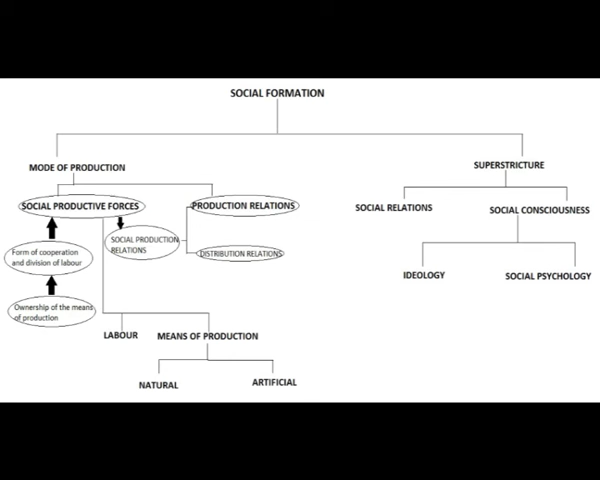 SOCIAL FORMATION
MODE OF PRODUCTION
SUPERSTRICTURE
SOCIAL PRODUCTIVE FORCES
PRODUCTION RELATIONS
SOCIAL RELATIONS
SOCIAL CONSCIOUSNESS
SOCIAL PRODUCTION
RELATIONS
Form of cooperation
and division of labour
DISTRIBUTION RELATIONS
IDEOLOGY
SOCIAL PSYCHOLOGY
Ownership of the means
of production
LABOUR
MEANS OF PRODUCTION
NATURAL
ARTIFICIAL